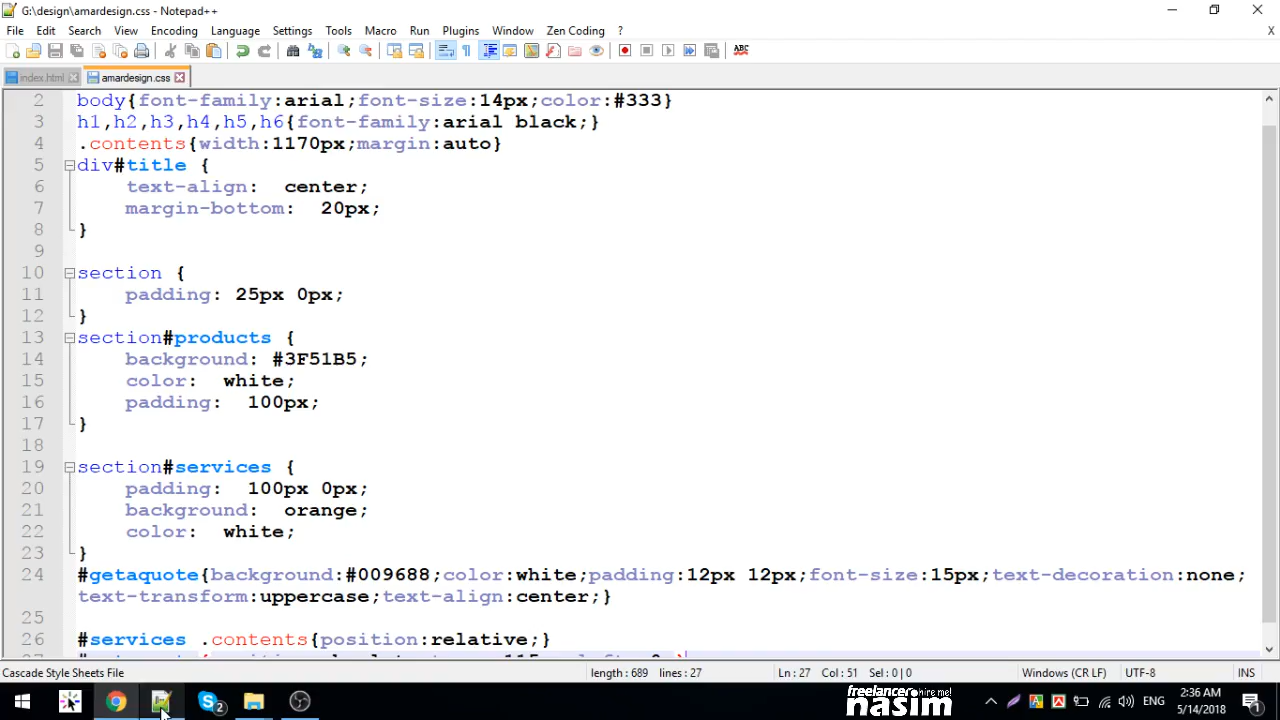 G:\design\amardesign.css - Notepad++
File Edit Search View Encoding Language Settings Tools Macro Run Plugins Window Zen Coding ? X
index.html amardesign.css
2 body{font-family:arial;font-size:14px;color:#333}
3 h1,h2,h3,h4,h5,h6{font-family:arial black;}
4 .contents{width:1170px;margin:auto}
5 div#title {
6 text-align: center;
7 margin-bottom: 20px;
8 }
9
10 section {
11 padding: 25px 0px;
12 }
13 section#products {
14 background: #3F51B5;
15 color: white;
16 padding: 100px;
17 }
18
19 section#services {
20 padding: 100px 0px;
21 background: orange;
22 color: white;
23 }
24 #getaquote{background:#009688;color:white;padding:12px 12px;font-size:15px;text-decoration:none;
text-transform:uppercase;text-align:center;}
25
26 #services .contents{position:relative;}
Cascade Style Sheets File length : 689 lines : 27 Ln : 27 Col : 51 Sel : 0 | 0 Windows (CR LF) UTF-8 INS
freelancer hire me!
nasim
ENG
2:36 AM
5/14/2018